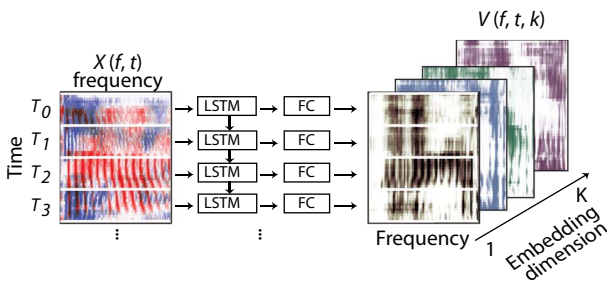 X (f, t)
frequency
V (f, t, k)
Time
T0
LSTM
FC
T1
LSTM
FC
T2
LSTM
FC
T3
LSTM
FC
...
...
Frequency
1
K
Embedding
dimension